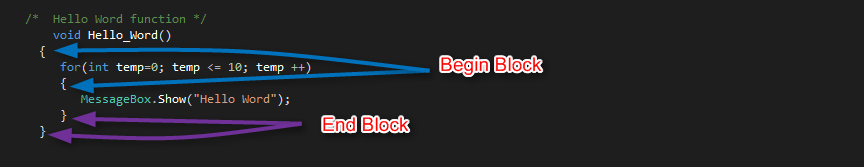 /*  Hello Word function */
void Hello_Word()
{
for(int temp=0; temp <= 10; temp ++)
Begin Block
{
MessageBox.Show("Hello Word");
}
End Block
}